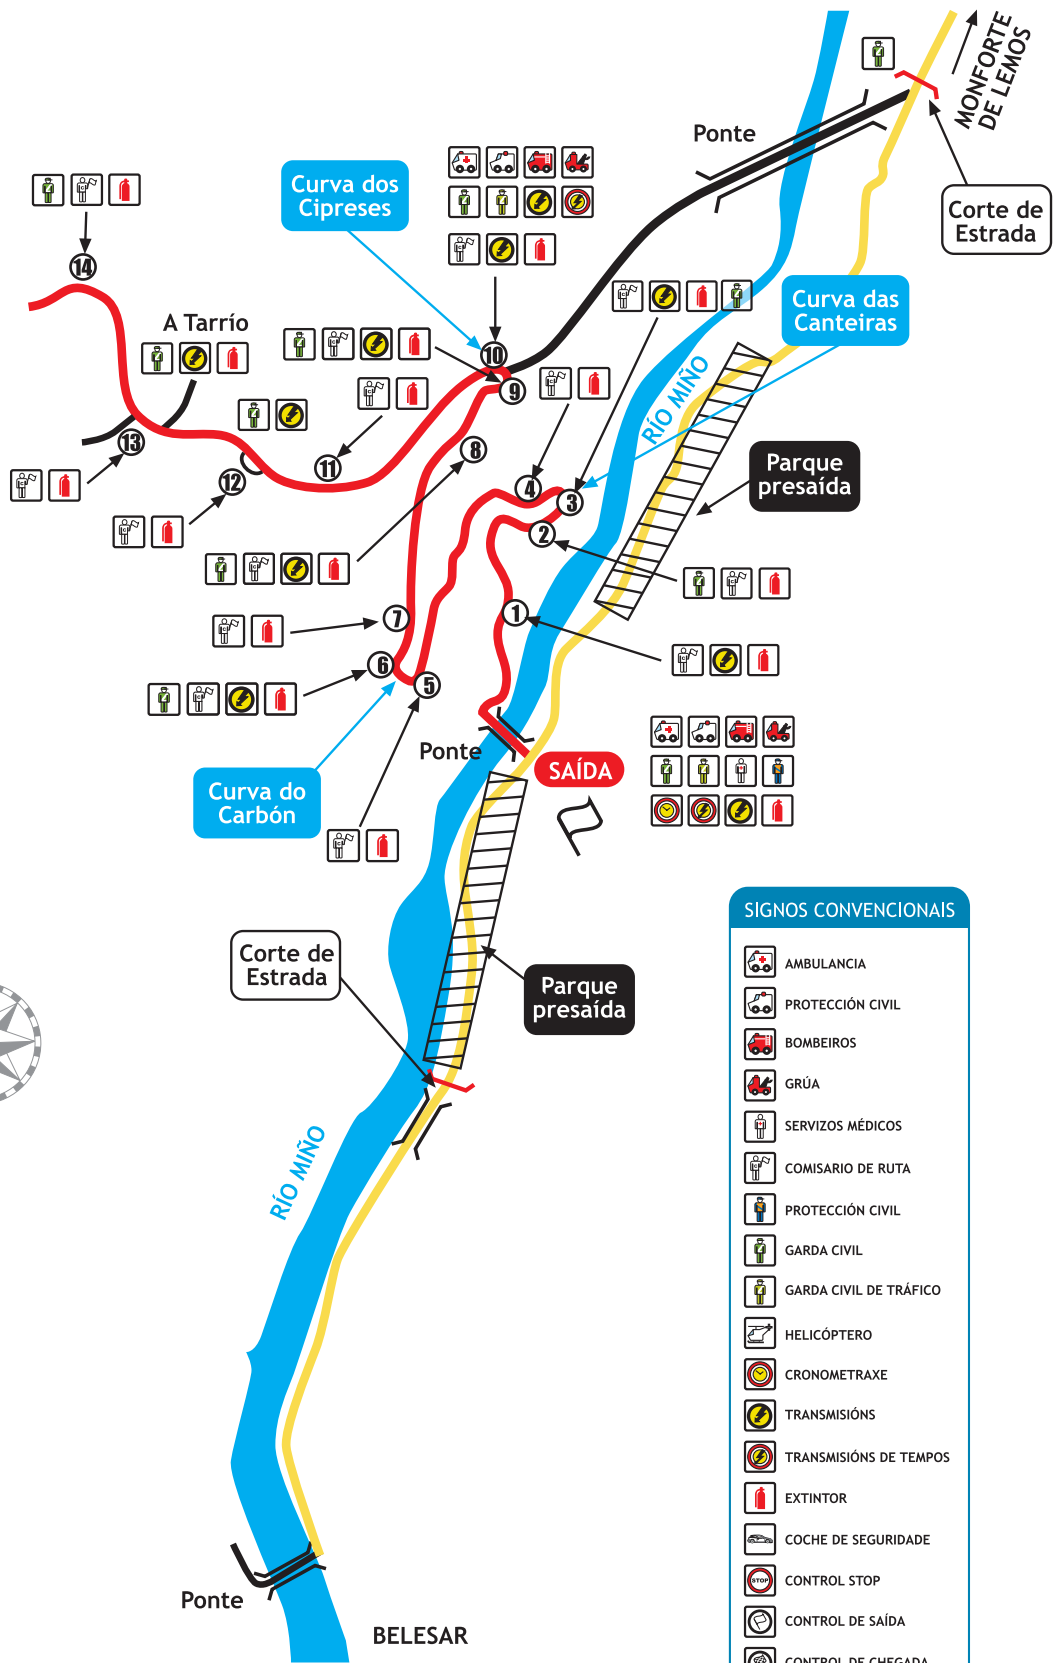 MONFORTE
DE LEMOS
Ponte
Corte de
Estrada
Curva dos
Cipreses
14
A Tarrío
Curva das
Canteiras
RÍO MIÑO
10
9
13
12
11
8
4
3
2
Parque
presaída
1
7
6
5
Ponte
SAÍDA
Curva do
Carbón
Corte de
Estrada
Parque
presaída
RÍO MIÑO
Ponte
BELESAR
SIGNOS CONVENCIONAIS
AMBULANCIA
PROTECCIÓN CIVIL
BOMBEIROS
GRÚA
SERVIZOS MÉDICOS
COMISARIO DE RUTA
PROTECCIÓN CIVIL
GARDA CIVIL
GARDA CIVIL DE TRÁFICO
HELICÓPTERO
CRONOMETRAXE
TRANSMISIÓNS
TRANSMISIÓNS DE TEMPOS
EXTINTOR
COCHE DE SEGURIDADE
STOP
CONTROL STOP
CONTROL DE SAÍDA
CONTROL DE CHEGADA